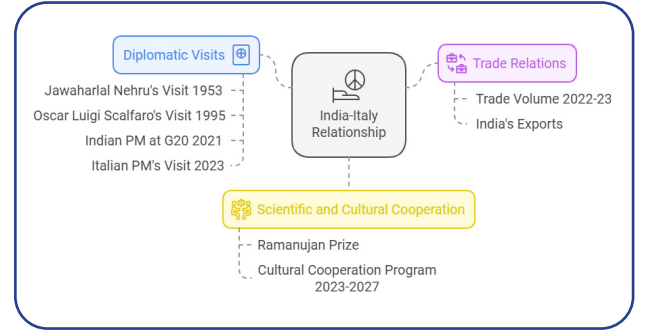 Diplomatic Visits
Jawaharlal Nehru's Visit 1953
Oscar Luigi Scalfaro's Visit 1995
Indian PM at G20 2021
Italian PM's Visit 2023
India-Italy
Relationship
Trade Relations
Trade Volume 2022-23
India's Exports
Scientific and Cultural Cooperation
Ramanujan Prize
Cultural Cooperation Program
2023-2027